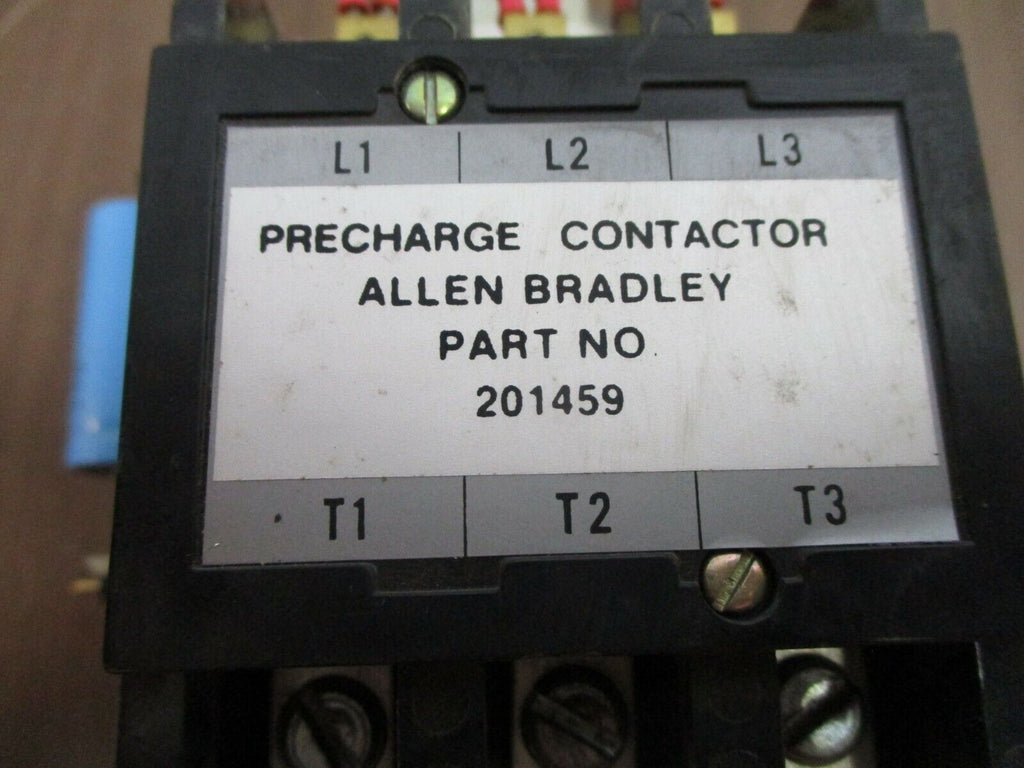 L1 L2 L3
PRECHARGE CONTACTOR
ALLEN BRADLEY
PART NO.
201459
T1 T2 T3